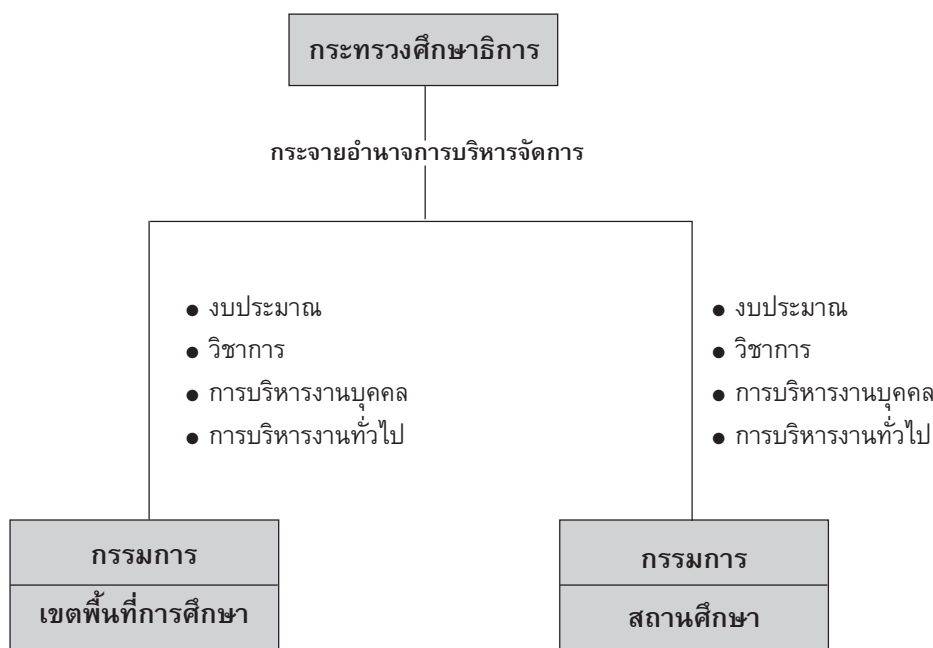 กระทรวงศึกษาธิการ
กระจายอำนาจการบริหารจัดการ
● งบประมาณ
● วิชาการ
● การบริหารงานบุคคล
● การบริหารงานทั่วไป
● งบประมาณ
● วิชาการ
● การบริหารงานบุคคล
● การบริหารงานทั่วไป
กรรมการ
เขตพื้นที่การศึกษา
กรรมการ
สถานศึกษา